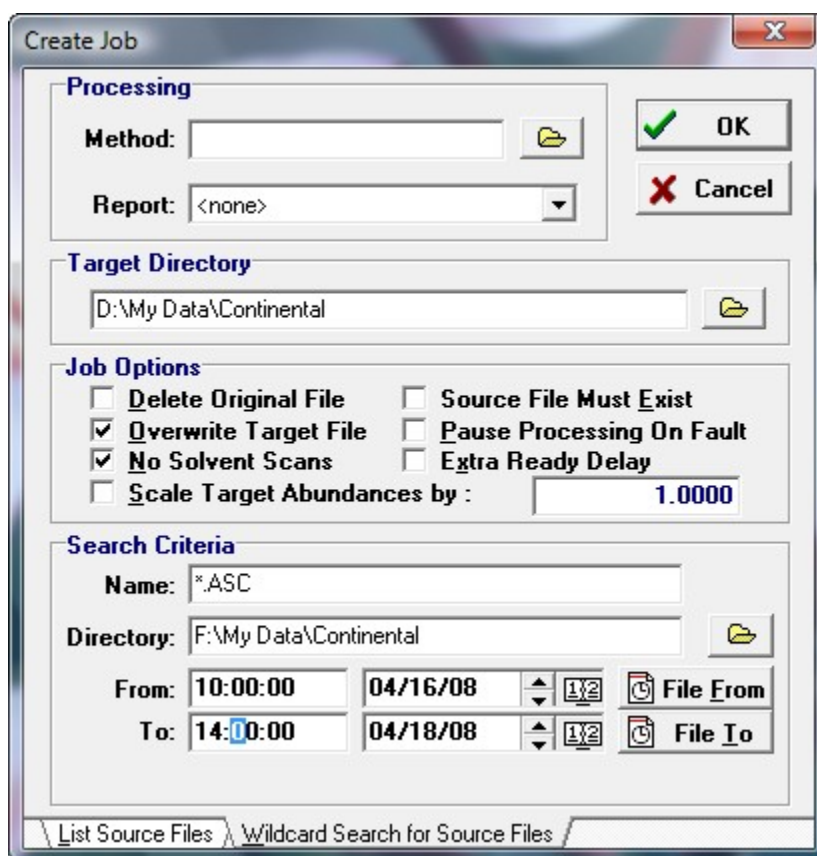 Create Job
Processing
Method:
OK
Report: <none>
Cancel
Target Directory
D:\My Data\Continental
Job Options
Delete Original File Source File Must Exist
Overwrite Target File Pause Processing On Fault
No Solvent Scans Extra Ready Delay
Scale Target Abundances by : 1.0000
Search Criteria
Name: *.ASC
Directory: F:\My Data\Continental
From: 10:00:00 04/16/08 12 File From
To: 14:00:00 04/18/08 12 File To
List Source Files Wildcard Search for Source Files